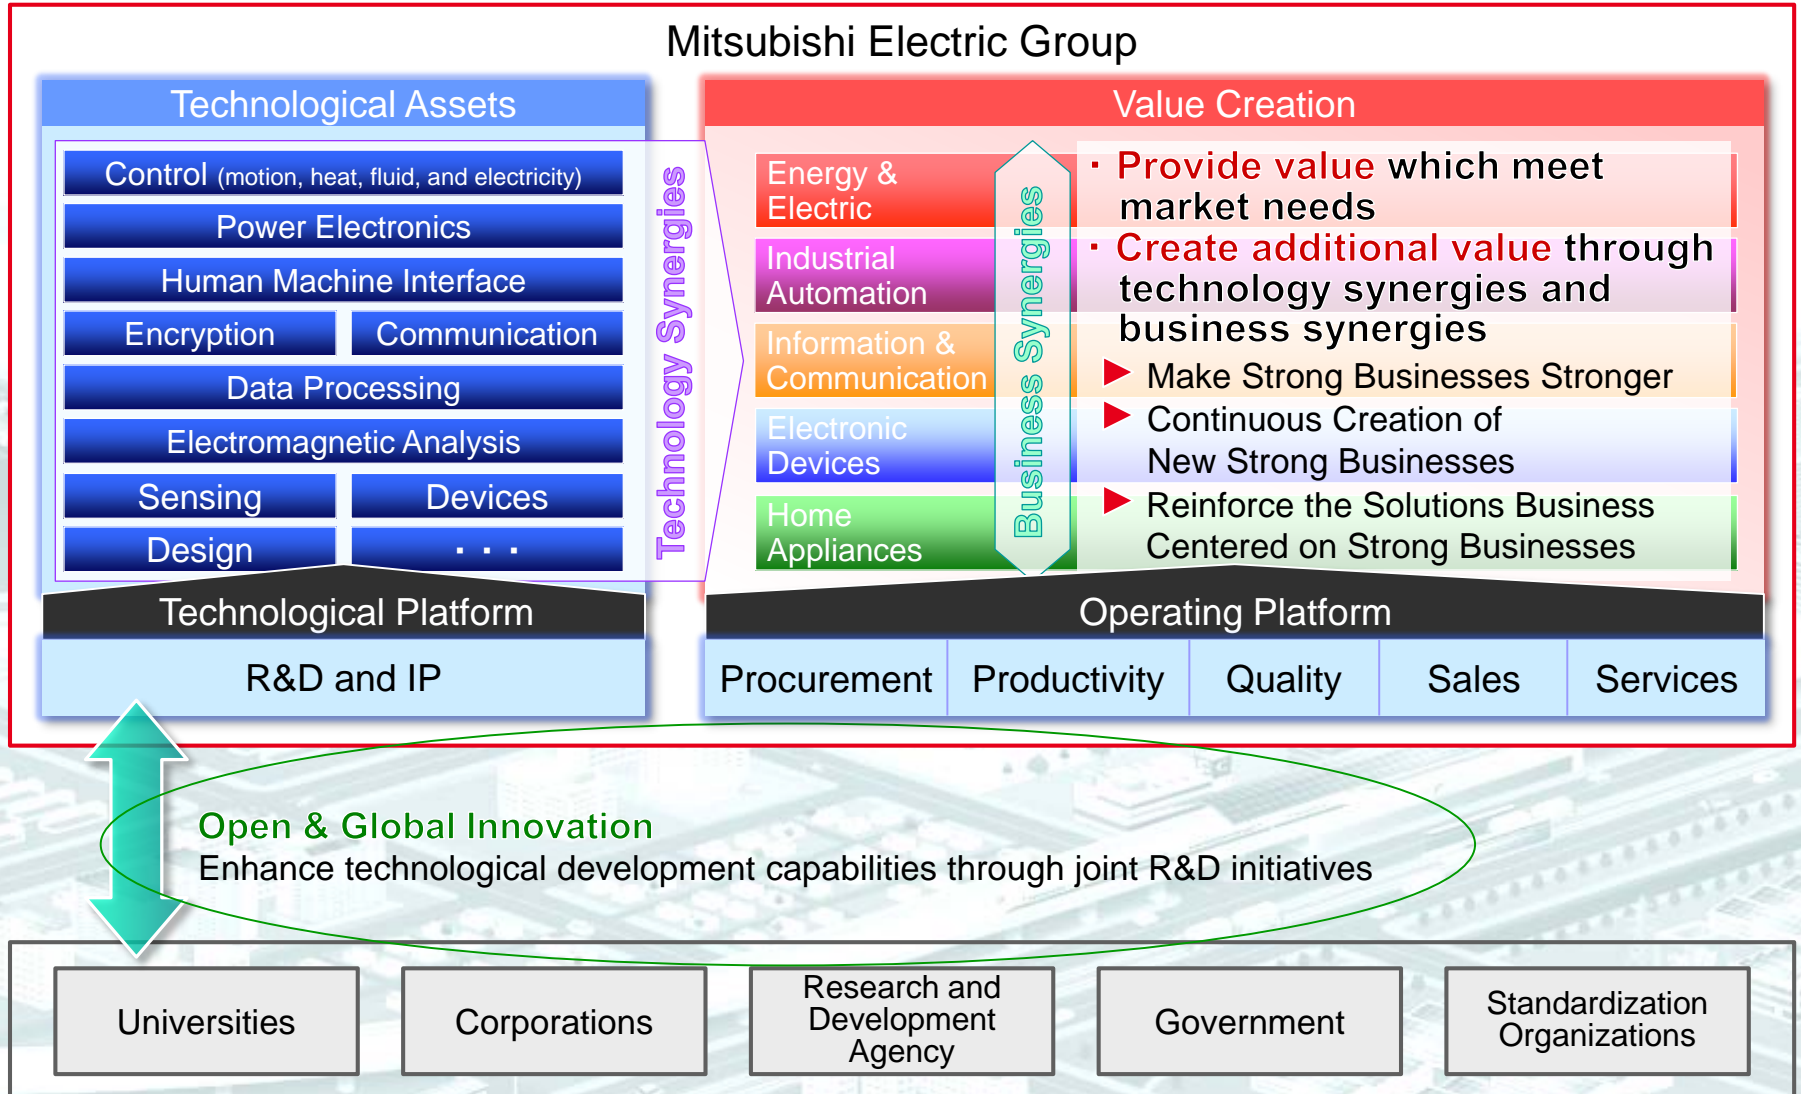 Mitsubishi Electric Group
Technological Assets
Control (motion, heat, fluid, and electricity)
Power Electronics
Human Machine Interface
Encryption
Communication
Data Processing
Electromagnetic Analysis
Sensing
Devices
Design
· · ·
Technology Synergies
Technological Platform
R&D and IP
Value Creation
Energy &
Electric
Industrial
Automation
Information &
Communication
Electronic
Devices
Home
Appliances
Business Synergies
· Provide value which meet
market needs
· Create additional value through
technology synergies and
business synergies
▶ Make Strong Businesses Stronger
▶ Continuous Creation of
New Strong Businesses
▶ Reinforce the Solutions Business
Centered on Strong Businesses
Operating Platform
Procurement
Productivity
Quality
Sales
Services
Open & Global Innovation
Enhance technological development capabilities through joint R&D initiatives
Universities
Corporations
Research and
Development
Agency
Government
Standardization
Organizations